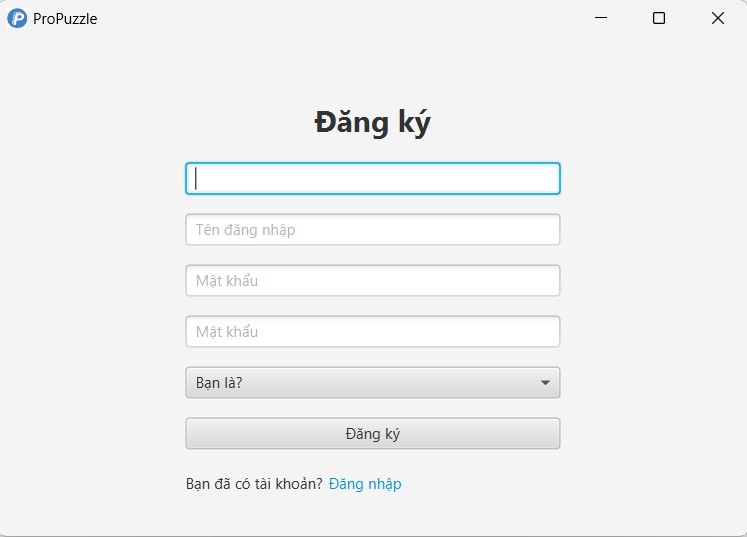 ProPuzzle
Đăng ký
Tên đăng nhập
Mật khẩu
Mật khẩu
Bạn là?
Đăng ký
Bạn đã có tài khoản? Đăng nhập